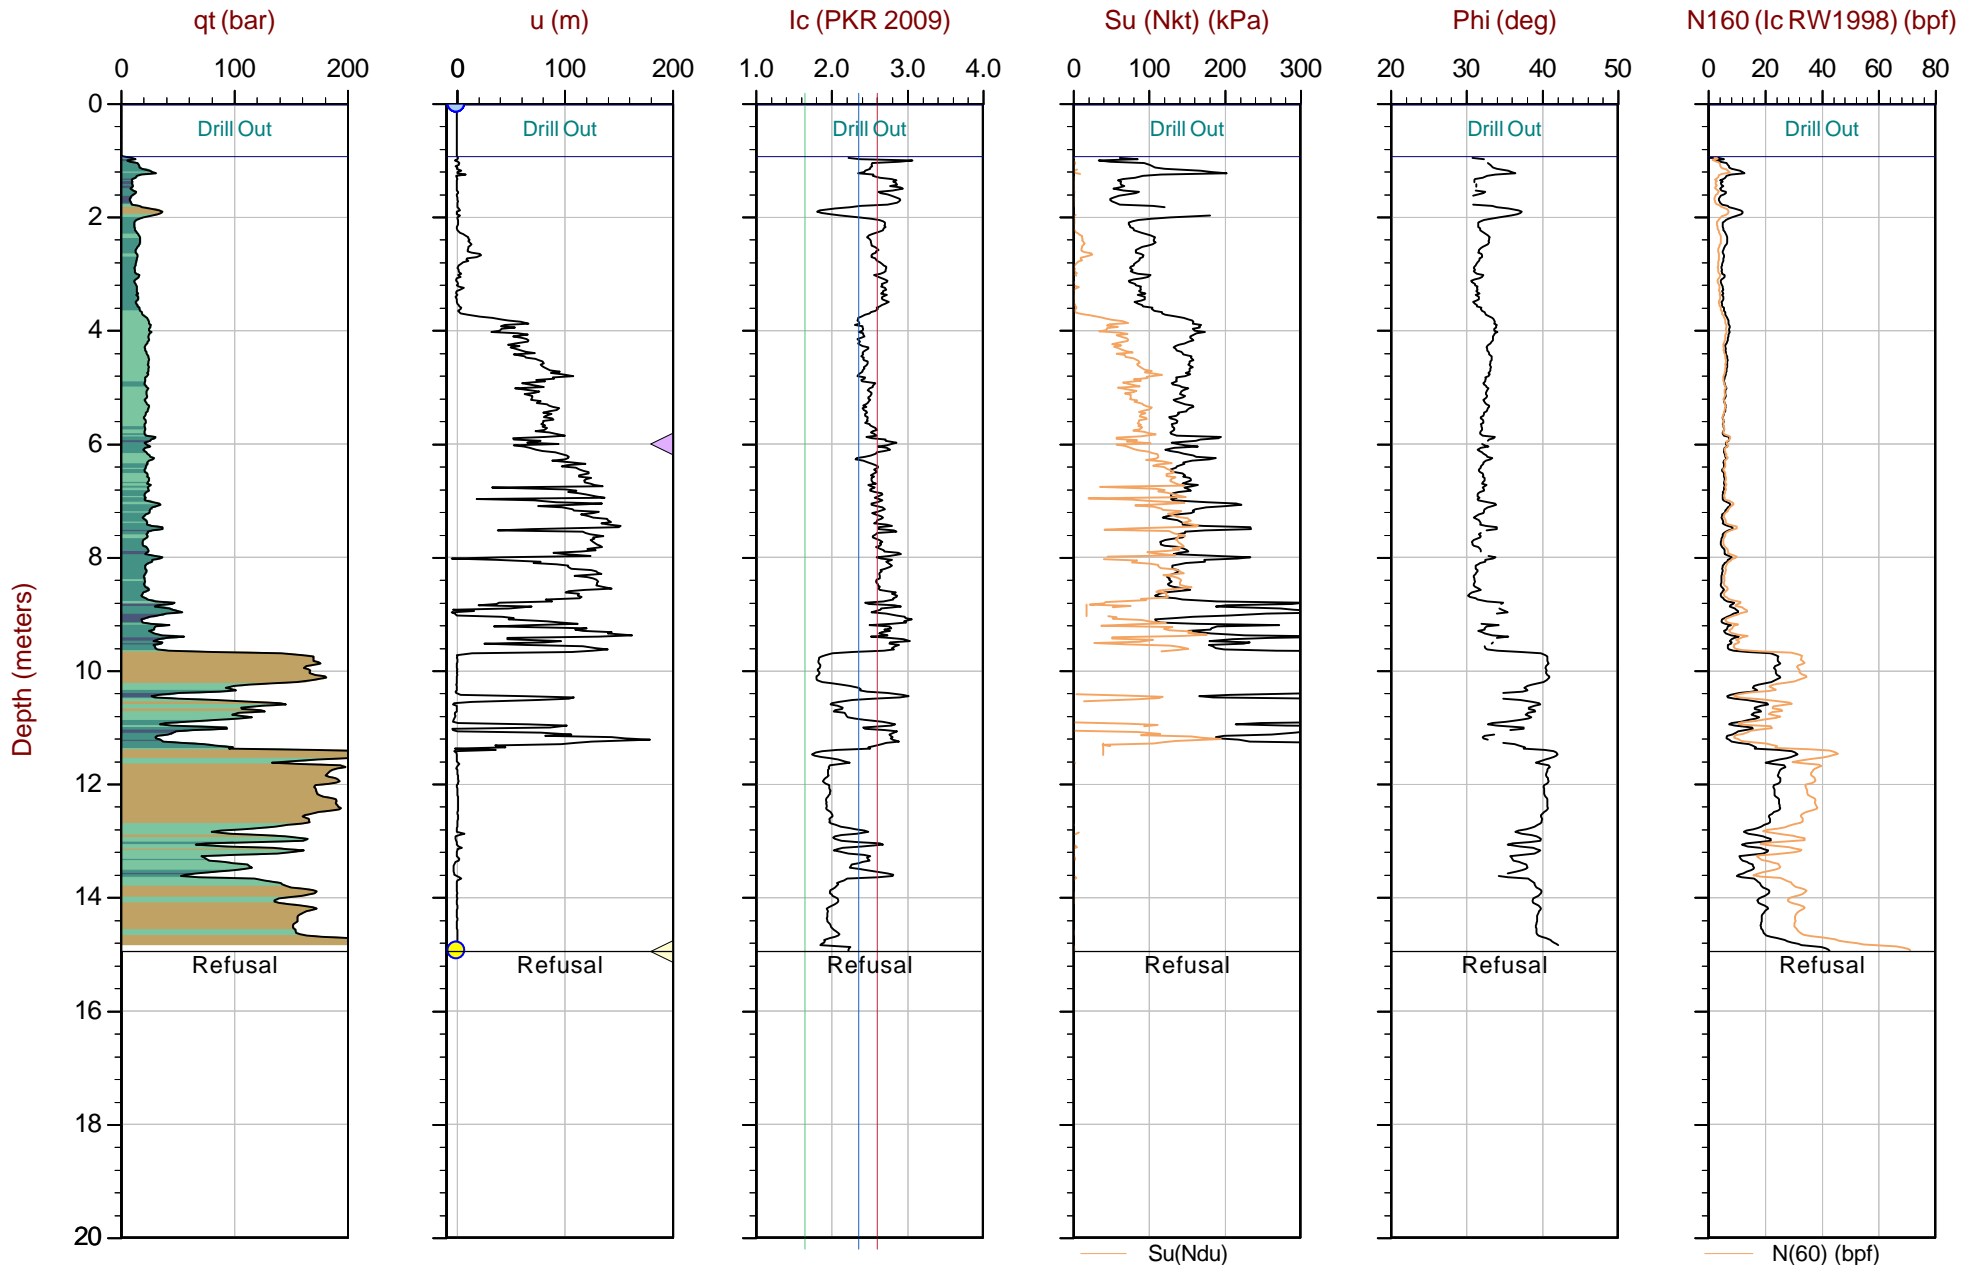 qt (bar) u (m) Ic (PKR 2009) Su (Nkt) (kPa) Phi (deg) N160 (Ic RW1998) (bpf)
0 100 200 0 100 200 1.0 2.0 3.0 4.0 0 100 200 300 20 30 40 50 0 20 40 60 80
0
Drill Out Drill Out Drill Out Drill Out Drill Out Drill Out
2
4
6
8
10
12
14
Refusal Refusal Refusal Refusal Refusal Refusal
16
18
20
Depth (meters)
Su(Ndu) N(60) (bpf)